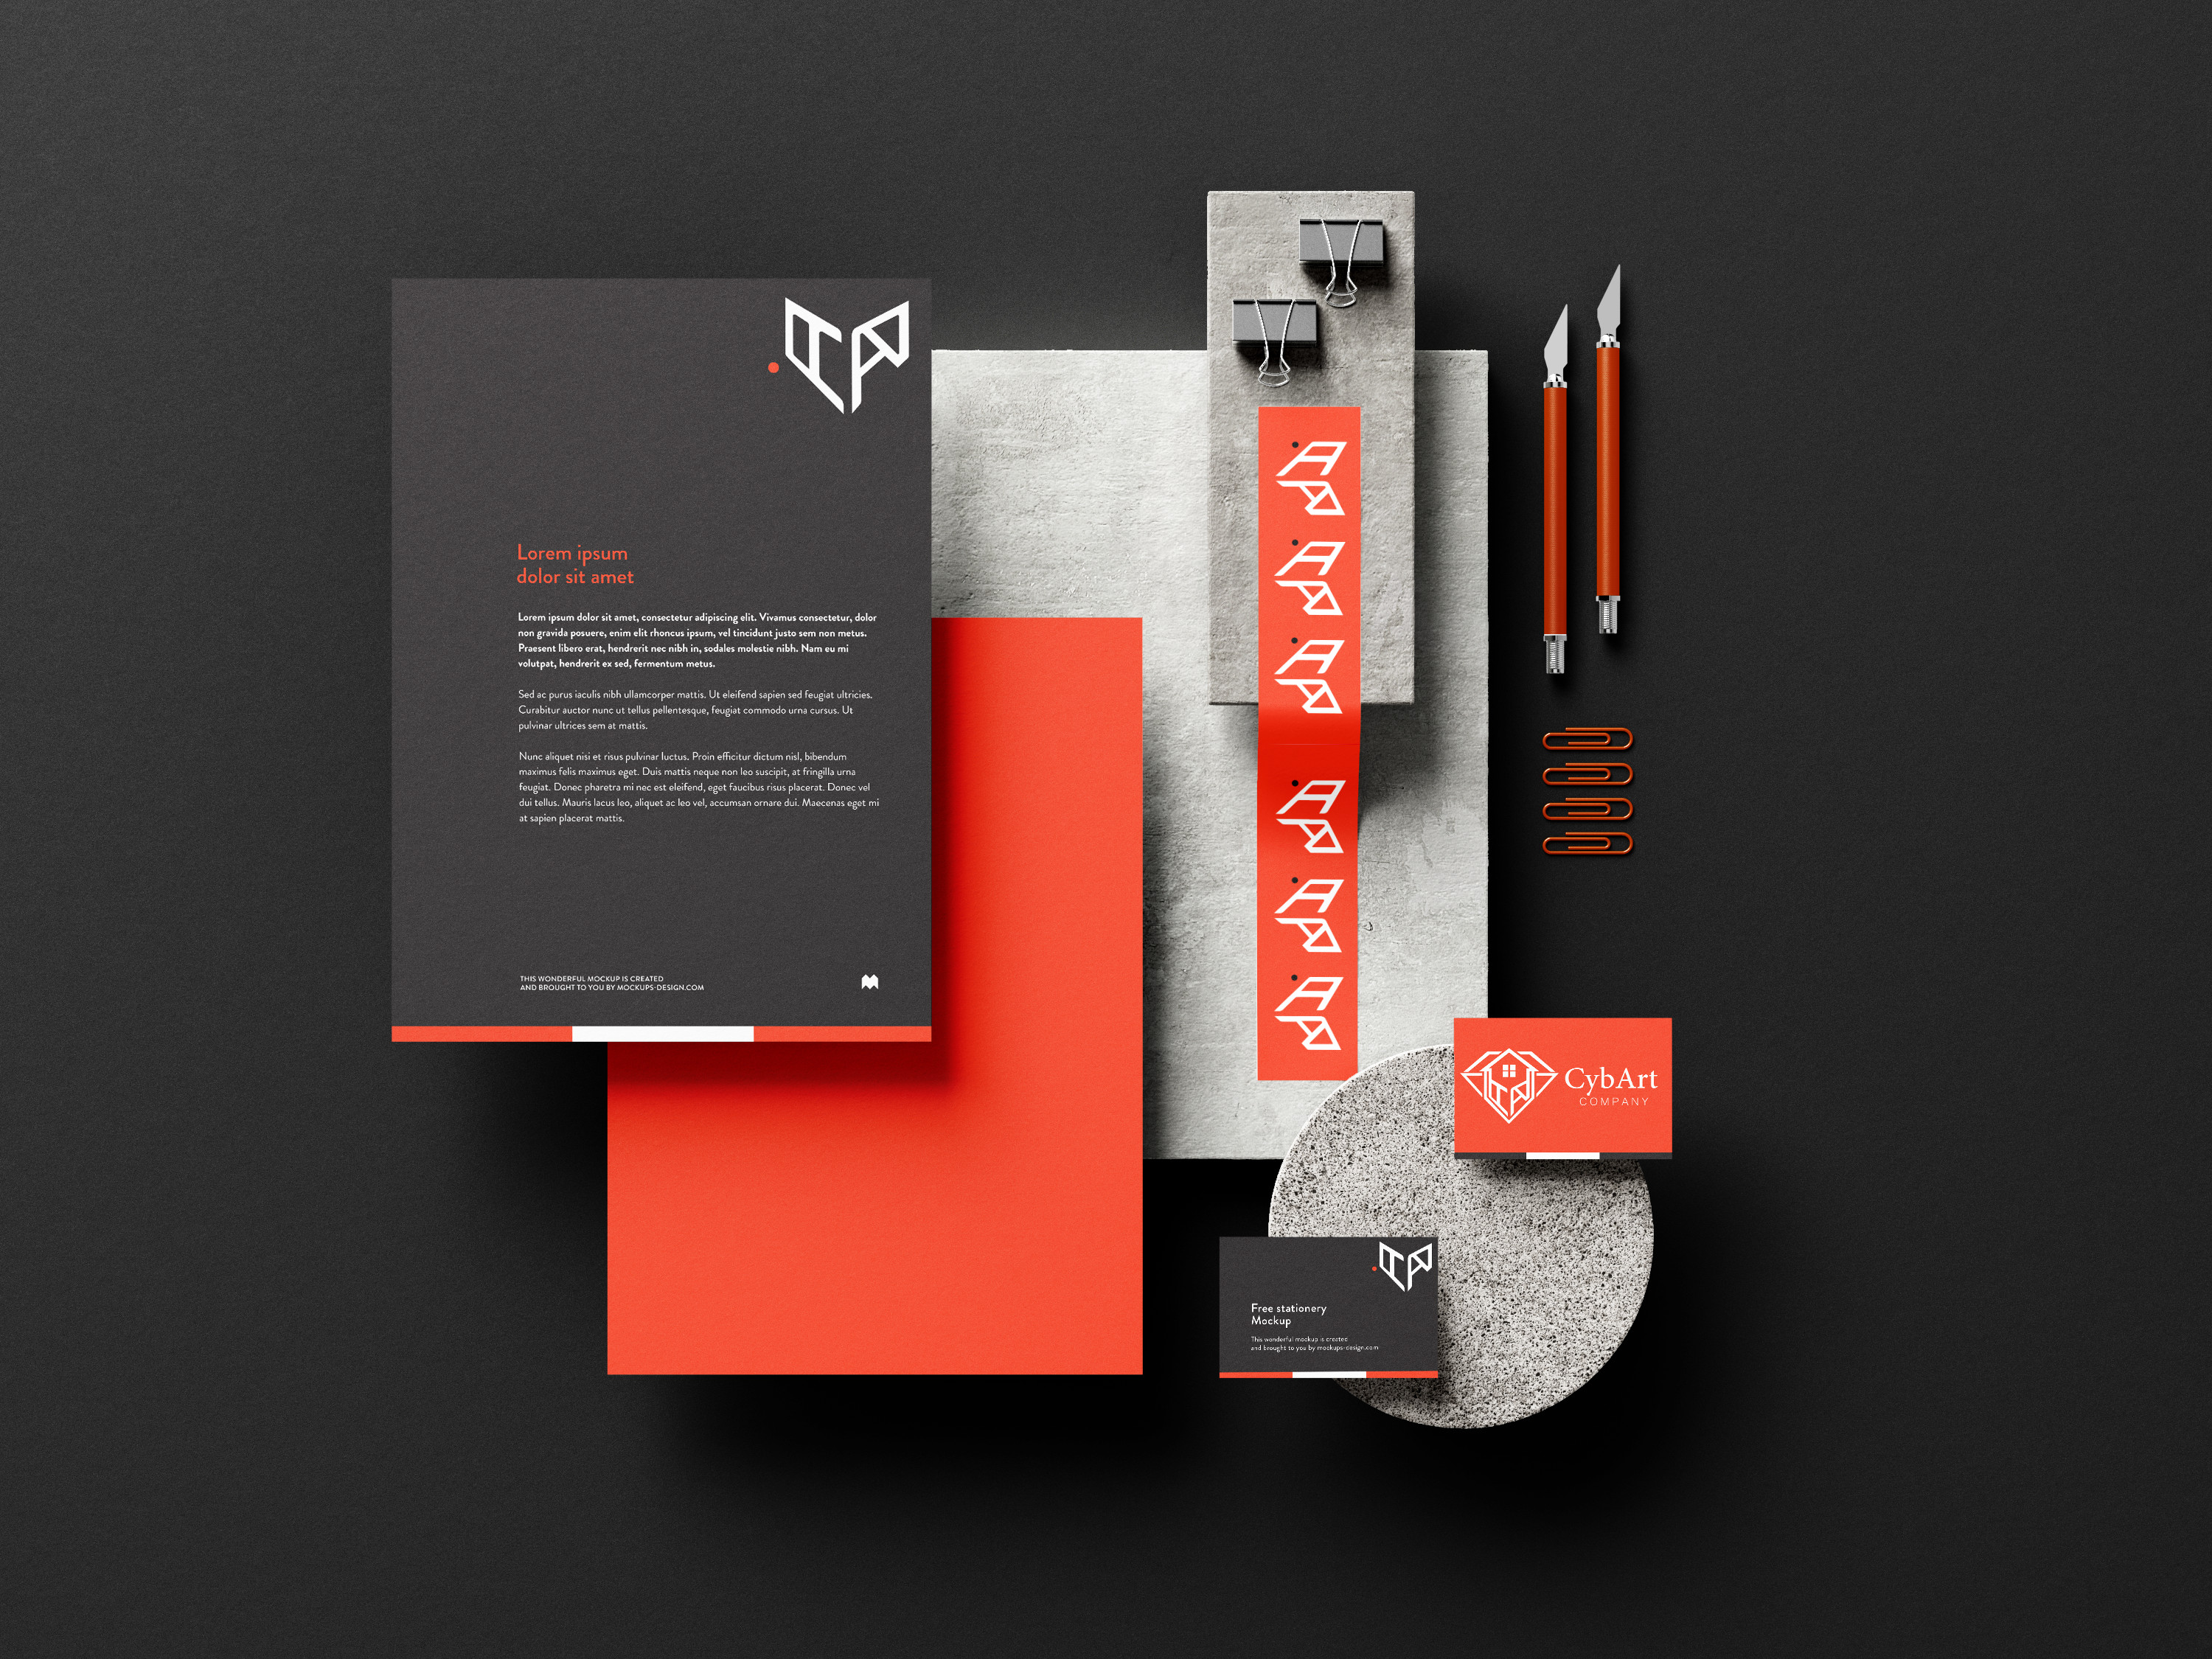 Lorem ipsum
dolor sit amet
Lorem ipsum dolor sit amet, consectetur adipiscing elit. Vivamus consectetur, dolor
non gravida posuere, enim elit rhoncus ipsum, vel tincidunt justo sem non metus.
Praesent libero erat, hendrerit nec nibh in, sodales molestie nibh. Nam eu mi
volutpat, hendrerit ex sed, fermentum metus.
Sed ac purus iaculis nibh ullamcorper mattis. Ut eleifend sapien sed feugiat ultricies.
Curabitur auctor nunc ut tellus pellentesque, feugiat commodo urna cursus. Ut
pulvinar ultrices sem at mattis.
Nunc aliquet nisi et risus pulvinar luctus. Proin efficitur dictum nisl, bibendum
maximus felis maximus eget. Duis mattis neque non leo suscipit, at fringilla urna
feugiat. Donec pharetra mi nec est eleifend, eget faucibus risus placerat. Donec vel
dui tellus. Mauris lacus leo, aliquet ac leo vel, accumsan ornare dui. Maecenas eget mi
at sapien placerat mattis.
THIS WONDERFUL MOCKUP IS CREATED
AND BROUGHT TO YOU BY MOCKUPS-DESIGN.COM
CybArt
COMPANY
Free stationery
Mockup
This wonderful mockup is created
and brought to you by mockups-design.com